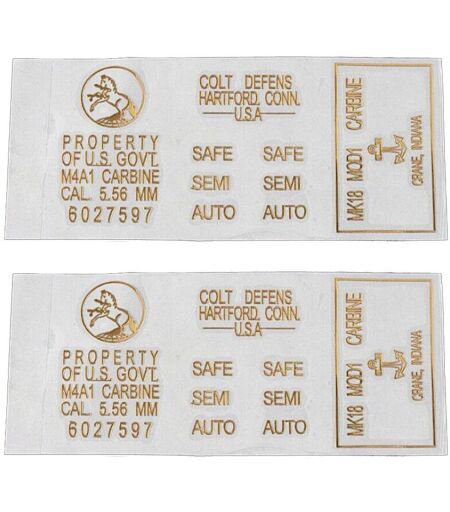 COLT DEFENS
HARTFORD, CONN.
U.S.A
PROPERTY
OF U.S. GOVT.
M4A1 CARBINE
CAL. 5.56 MM
6027597
SAFE SAFE
SEMI SEMI
AUTO AUTO
MK18 MOD1 CARBINE
CRANE, INDIANA
COLT DEFENS
HARTFORD, CONN.
U.S.A
PROPERTY
OF U.S. GOVT.
M4A1 CARBINE
CAL. 5.56 MM
6027597
SAFE SAFE
SEMI SEMI
AUTO AUTO
MK18 MOD1 CARBINE
CRANE, INDIANA